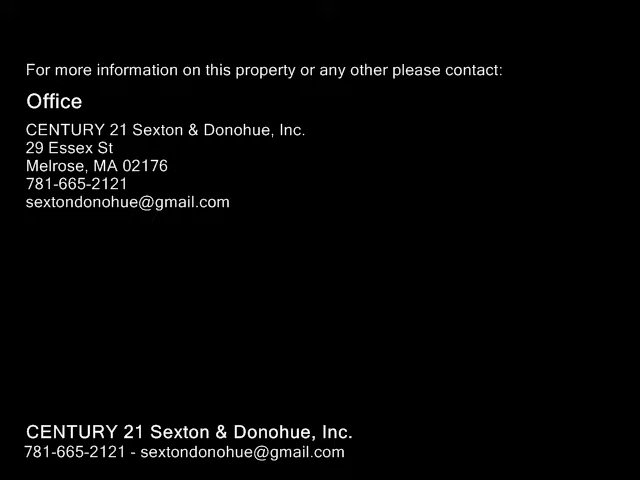 For more information on this property or any other please contact:
Office
CENTURY 21 Sexton & Donohue, Inc.
29 Essex St
Melrose, MA 02176
781-665-2121
sextondonohue@gmail.com
CENTURY 21 Sexton & Donohue, Inc.
781-665-2121 - sextondonohue@gmail.com